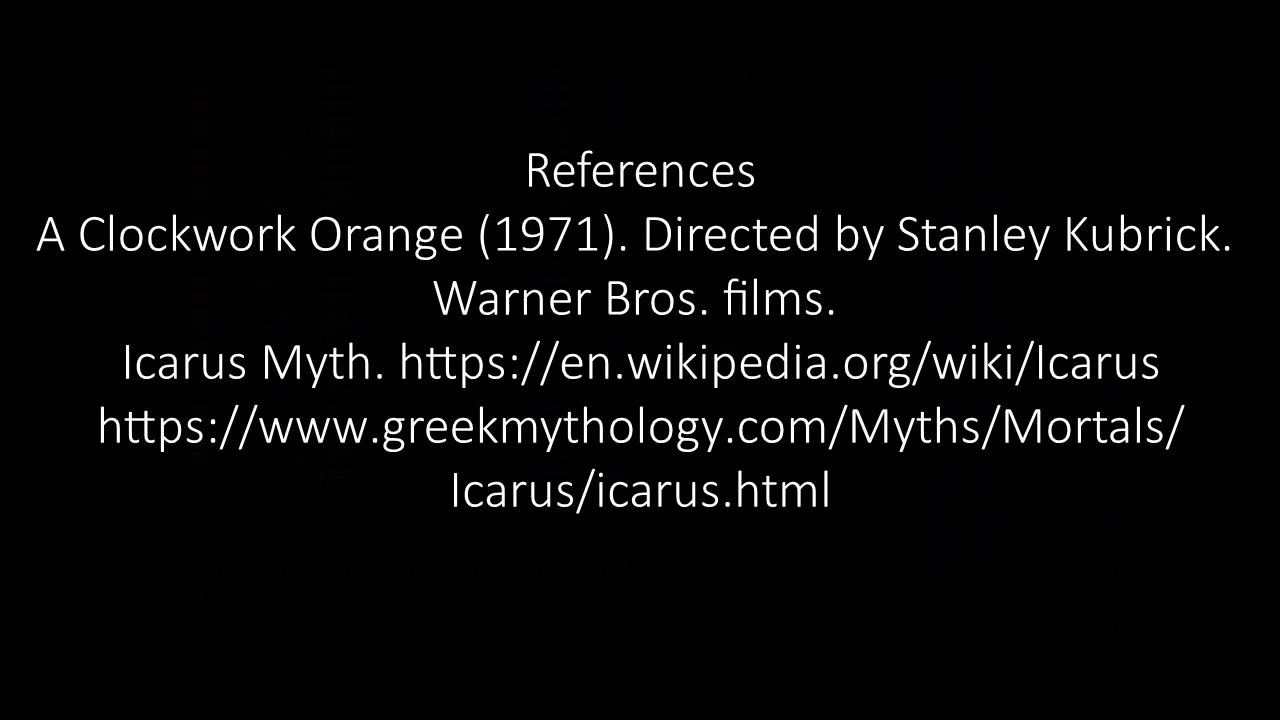 References
A Clockwork Orange (1971). Directed by Stanley Kubrick.
Warner Bros. films.
Icarus Myth. https://en.wikipedia.org/wiki/Icarus
https://www.greekmythology.com/Myths/Mortals/
Icarus/icarus.html